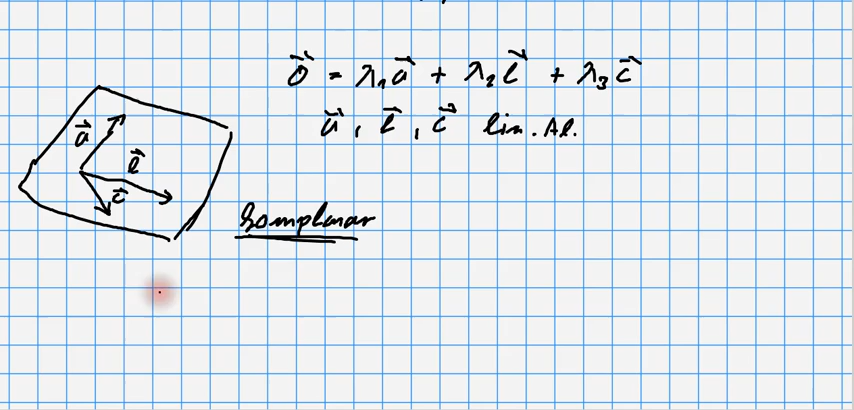 0⃗ = λ₁a⃗ + λ₂b⃗ + λ₃c⃗
a⃗, b⃗, c⃗ lin. Ab.
a⃗
b⃗
c⃗
komplanar